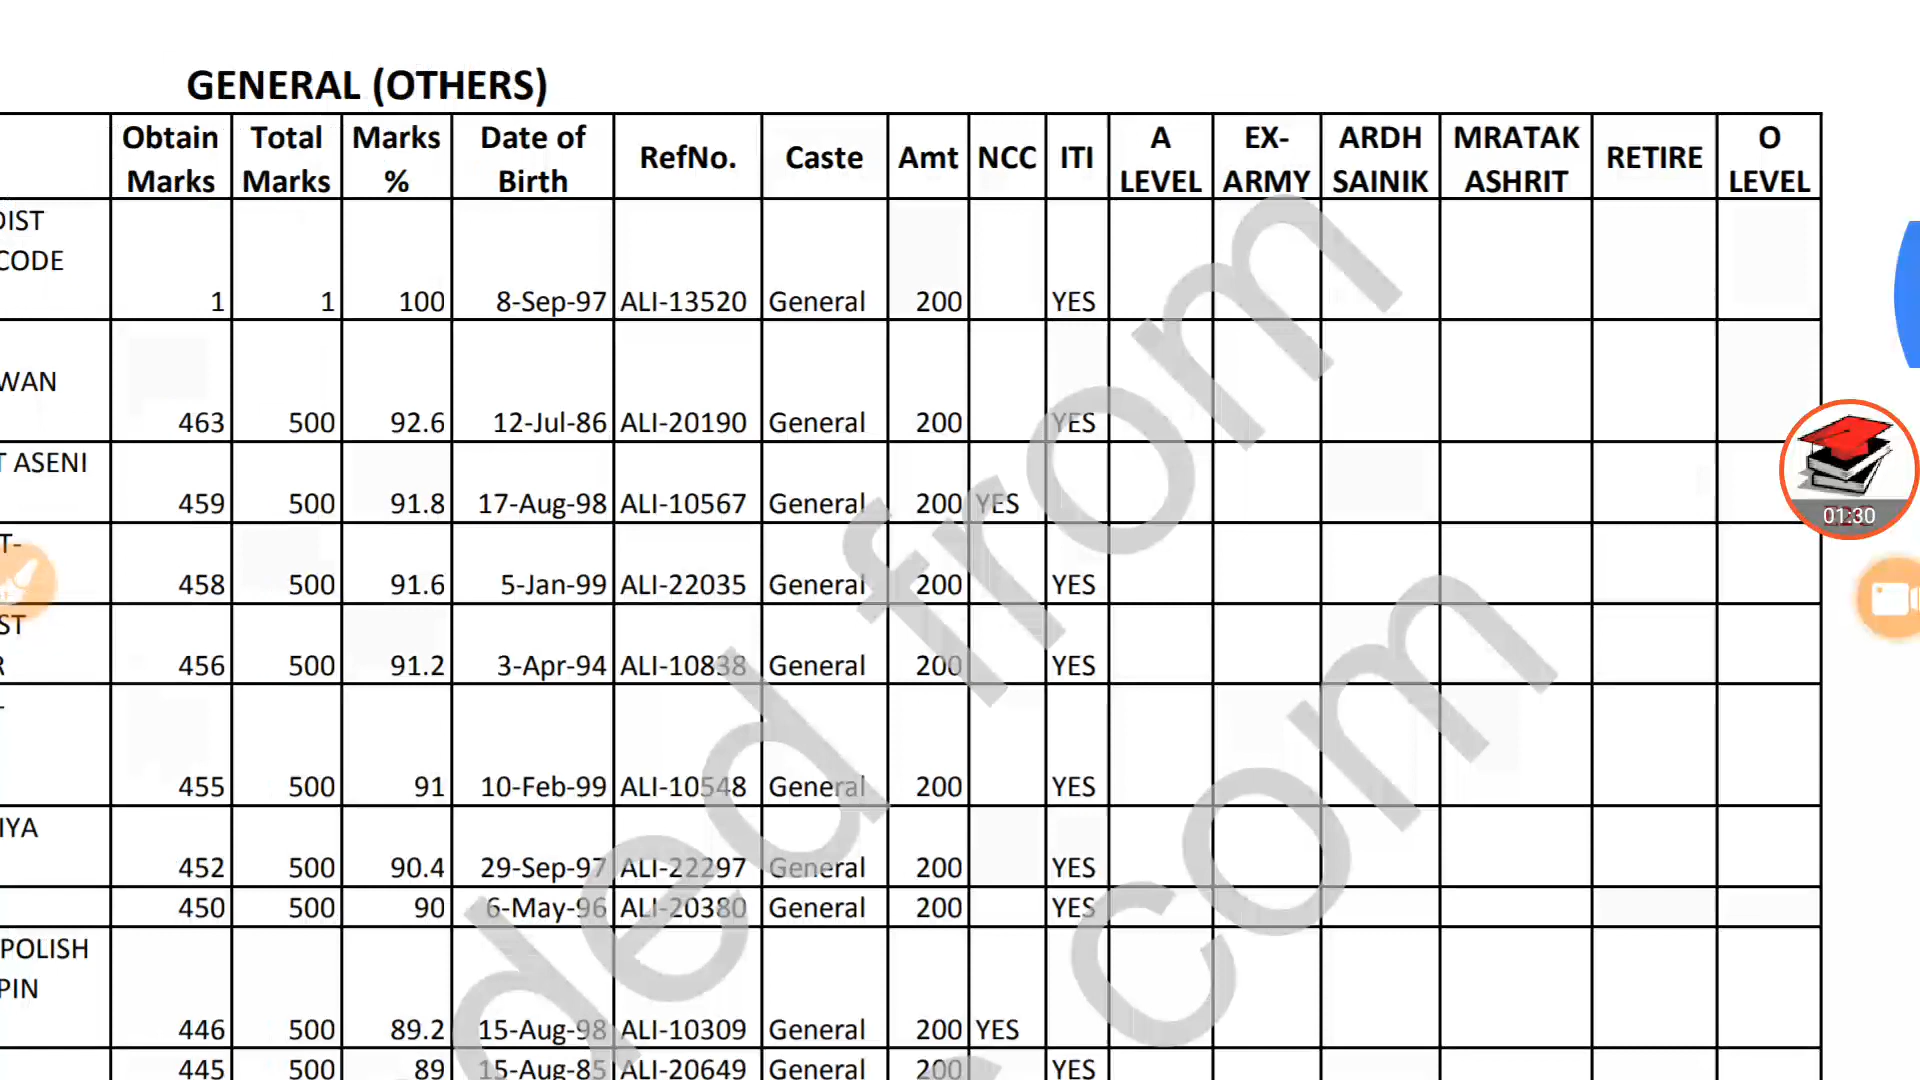 GENERAL (OTHERS)
Obtain Marks Total Marks Marks % Date of Birth RefNo. Caste Amt NCC ITI A LEVEL EX-ARMY ARDH SAINIK MRATAK ASHRIT RETIRE O LEVEL
DIST
CODE
1 1 100 8-Sep-97 ALI-13520 General 200 YES
WAN
463 500 92.6 12-Jul-86 ALI-20190 General 200 YES
T ASENI
459 500 91.8 17-Aug-98 ALI-10567 General 200 YES
T-
458 500 91.6 5-Jan-99 ALI-22035 General 200 YES
ST
R 456 500 91.2 3-Apr-94 ALI-10838 General 200 YES
455 500 91 10-Feb-99 ALI-10548 General 200 YES
IYA
452 500 90.4 29-Sep-97 ALI-22297 General 200 YES
450 500 90 6-May-96 ALI-20380 General 200 YES
POLISH
PIN
446 500 89.2 15-Aug-98 ALI-10309 General 200 YES
445 500 89 15-Aug-85 ALI-20649 General 200 YES
ded from
com
01:30